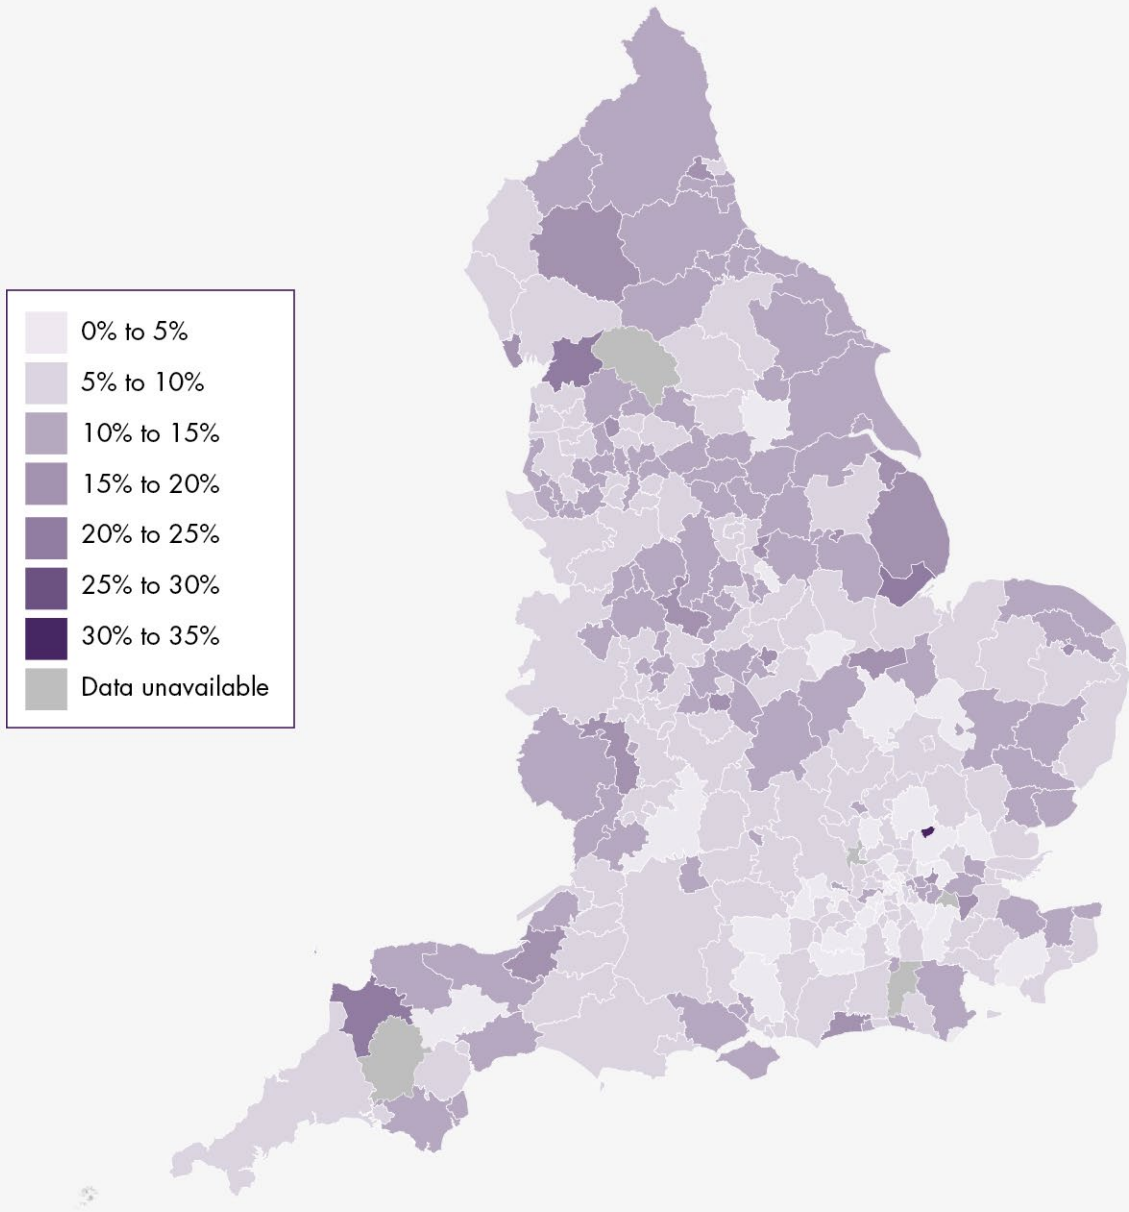 0% to 5%
5% to 10%
10% to 15%
15% to 20%
20% to 25%
25% to 30%
30% to 35%
Data unavailable